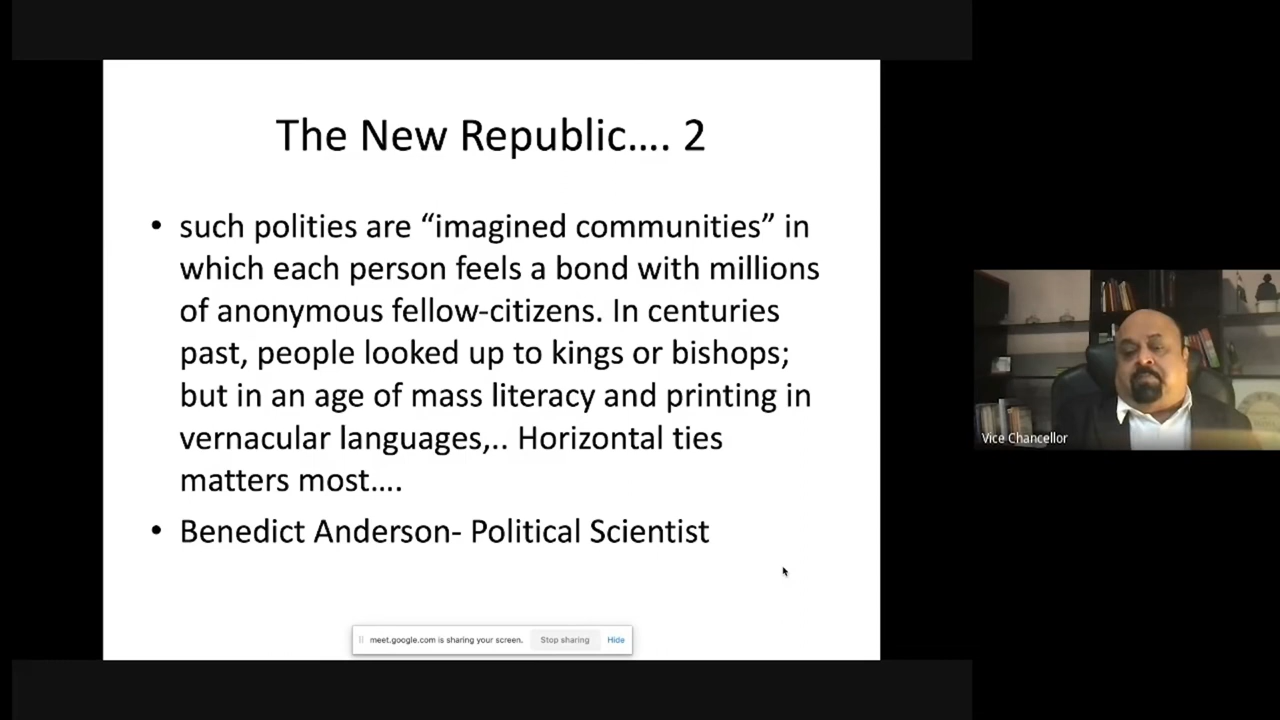 The New Republic…. 2
• such polities are “imagined communities” in
which each person feels a bond with millions
of anonymous fellow-citizens. In centuries
past, people looked up to kings or bishops;
but in an age of mass literacy and printing in
vernacular languages,.. Horizontal ties
matters most….
• Benedict Anderson- Political Scientist
meet.google.com is sharing your screen. Stop sharing Hide
Vice Chancellor